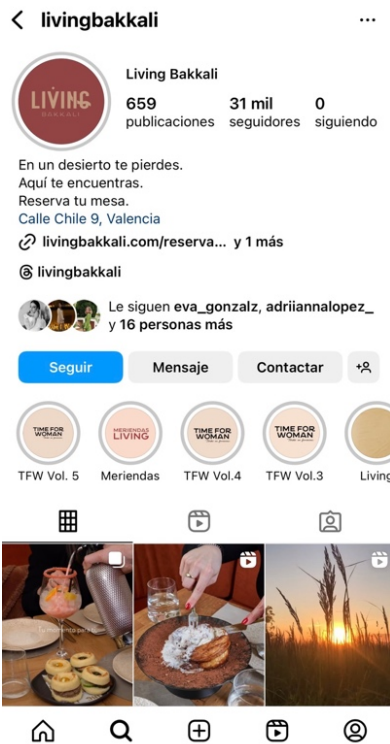 livingbakkali
LIVING
BAKKALI
Living Bakkali
659 31 mil 0
publicaciones seguidores siguiendo
En un desierto te pierdes.
Aquí te encuentras.
Reserva tu mesa.
Calle Chile 9, Valencia
livingbakkali.com/reserva... y 1 más
livingbakkali
Le siguen eva_gonzalz, adriiannalopez_
y 16 personas más
Seguir Mensaje Contactar
TIME FOR
WOMAN
MERIENDAS
LIVING
TIME FOR
WOMAN
TIME FOR
WOMAN
TFW Vol. 5 Meriendas TFW Vol.4 TFW Vol.3 Living